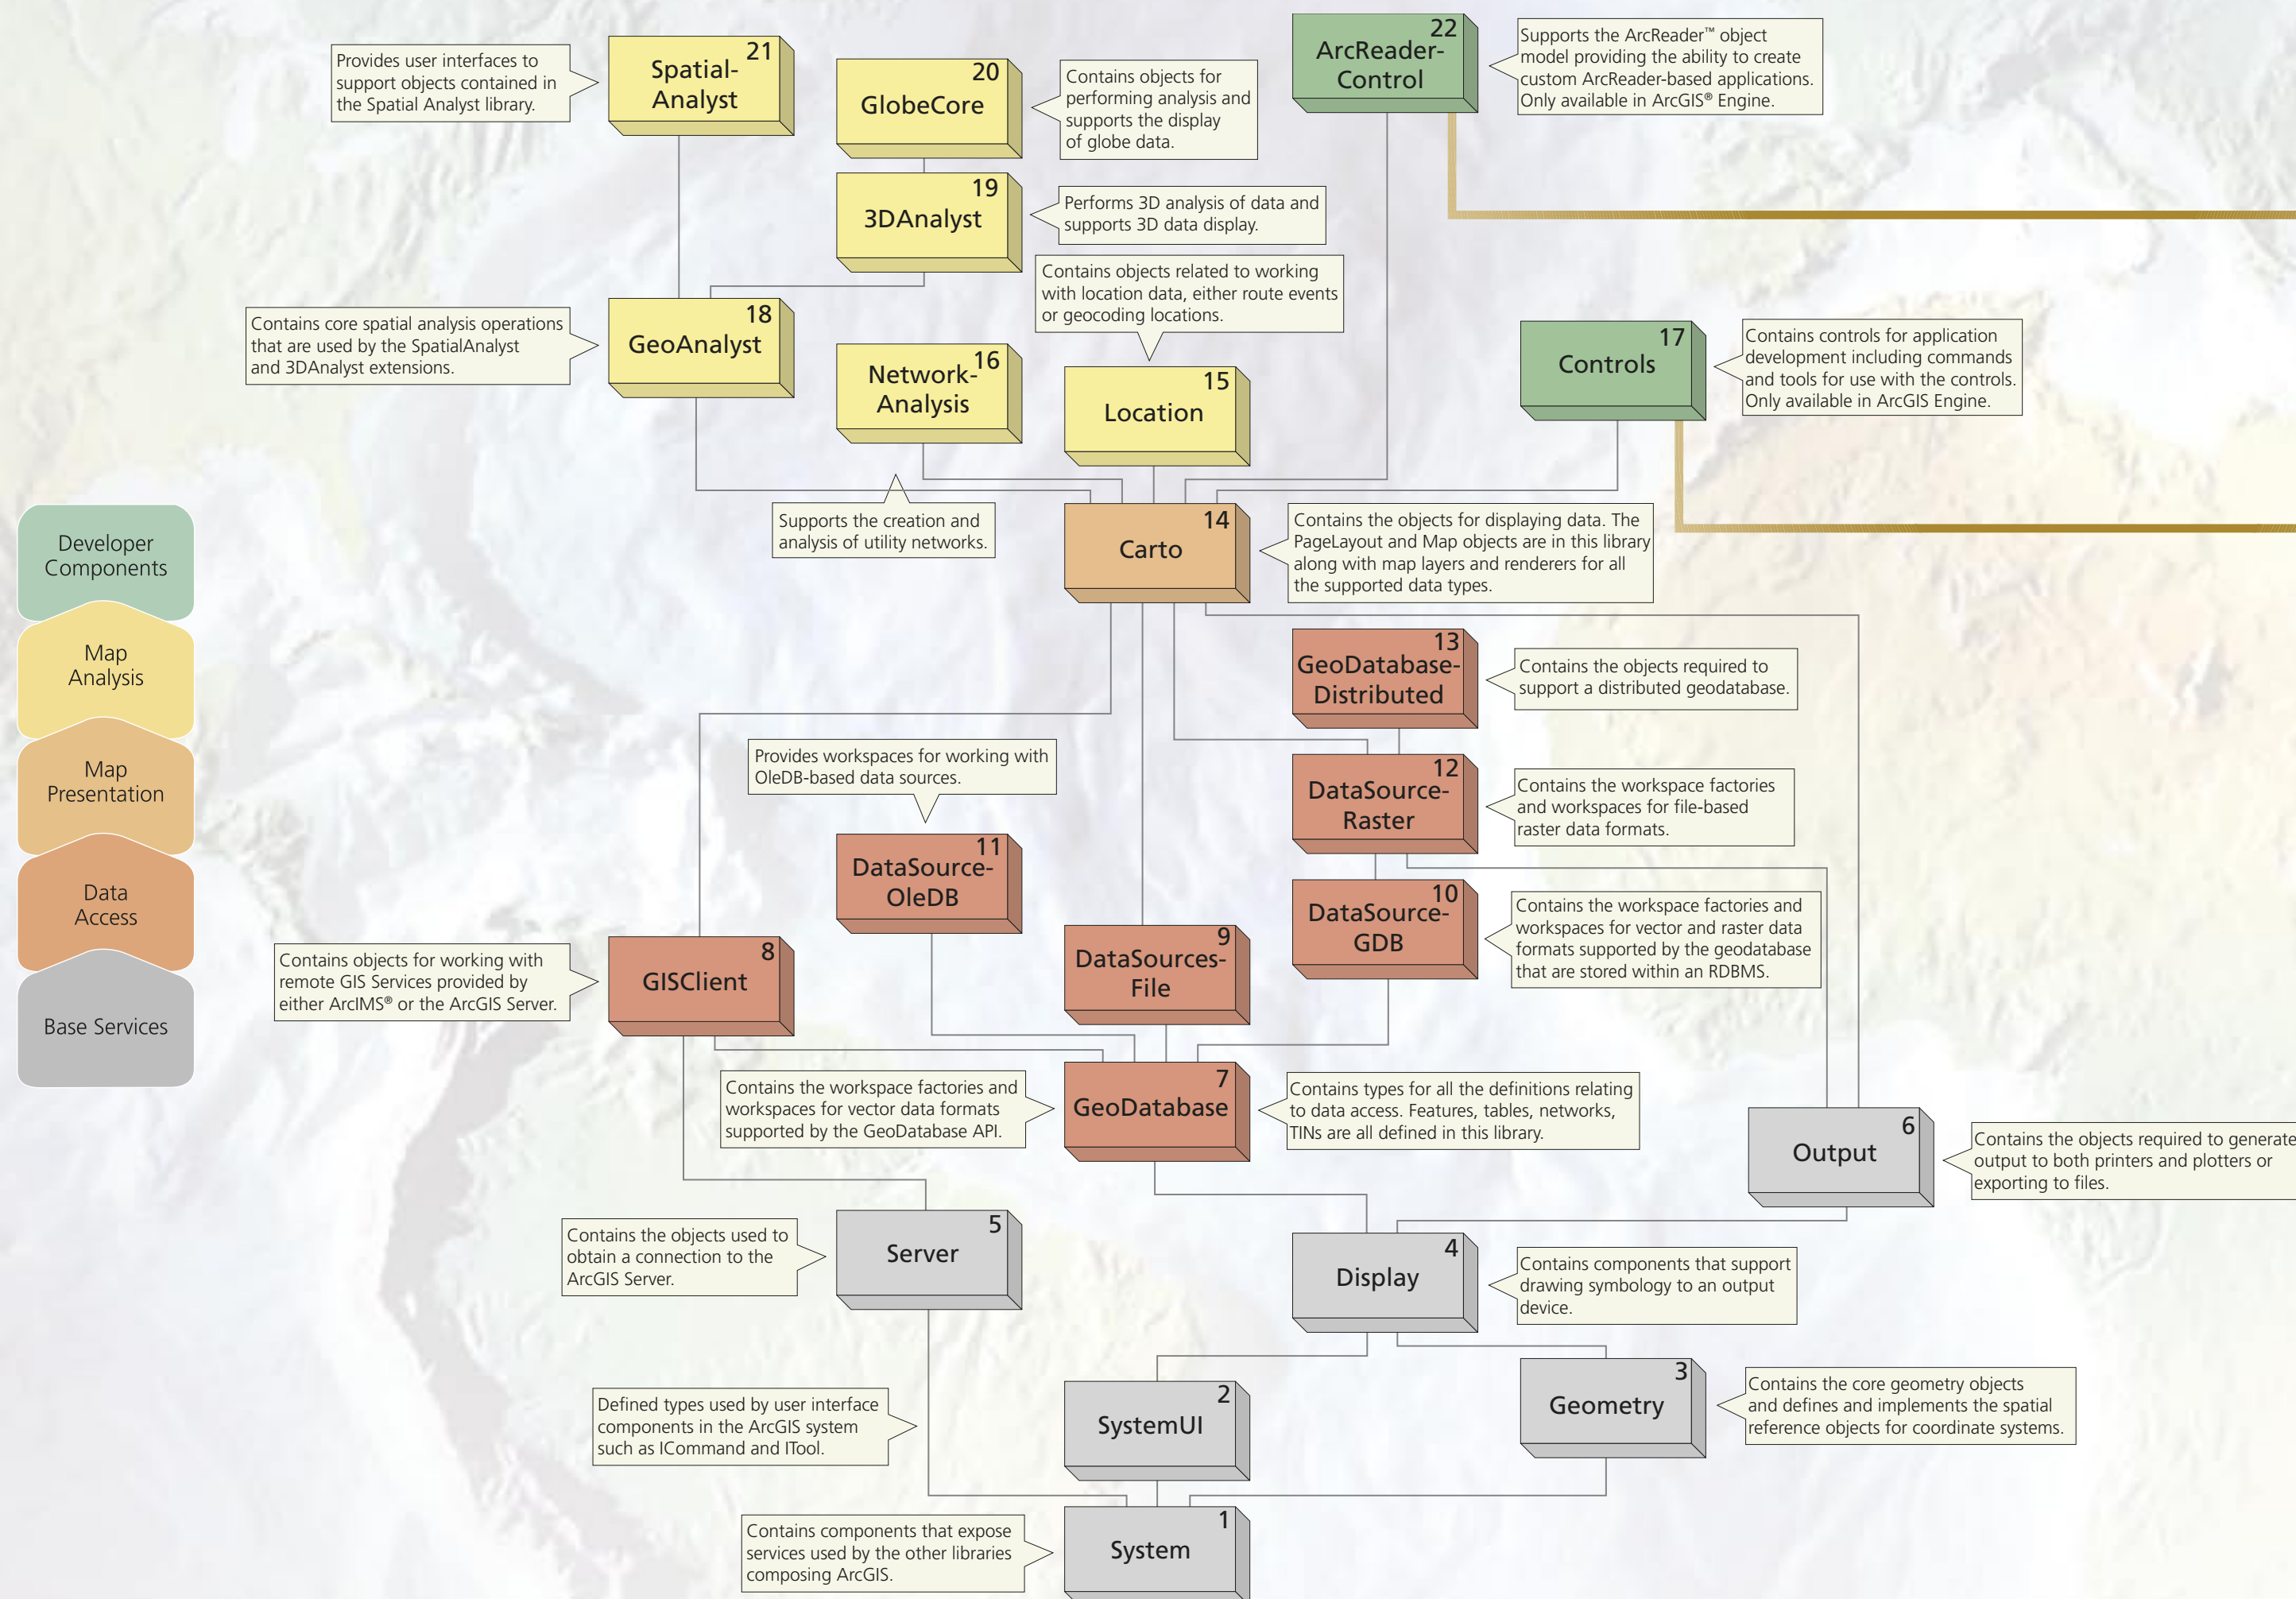 22
ArcReader-
Control
Supports the ArcReader™ object
model providing the ability to create
custom ArcReader-based applications.
Only available in ArcGIS® Engine.
Provides user interfaces to
support objects contained in
the Spatial Analyst library.
21
Spatial-
Analyst
20
GlobeCore
Contains objects for
performing analysis and
supports the display
of globe data.
19
3DAnalyst
Performs 3D analysis of data and
supports 3D data display.
Contains objects related to working
with location data, either route events
or geocoding locations.
Contains core spatial analysis operations
that are used by the SpatialAnalyst
and 3DAnalyst extensions.
18
GeoAnalyst
16
Network-
Analysis
15
Location
17
Controls
Contains controls for application
development including commands
and tools for use with the controls.
Only available in ArcGIS Engine.
Supports the creation and
analysis of utility networks.
14
Carto
Contains the objects for displaying data. The
PageLayout and Map objects are in this library
along with map layers and renderers for all
the supported data types.
Developer
Components
Map
Analysis
Map
Presentation
Data
Access
Base Services
13
GeoDatabase-
Distributed
Contains the objects required to
support a distributed geodatabase.
Provides workspaces for working with
OleDB-based data sources.
12
DataSource-
Raster
Contains the workspace factories
and workspaces for file-based
raster data formats.
11
DataSource-
OleDB
10
DataSource-
GDB
Contains the workspace factories and
workspaces for vector and raster data
formats supported by the geodatabase
that are stored within an RDBMS.
Contains objects for working with
remote GIS Services provided by
either ArcIMS® or the ArcGIS Server.
8
GISClient
9
DataSources-
File
Contains the workspace factories and
workspaces for vector data formats
supported by the GeoDatabase API.
7
GeoDatabase
Contains types for all the definitions relating
to data access. Features, tables, networks,
TINs are all defined in this library.
6
Output
Contains the objects required to generate
output to both printers and plotters or
exporting to files.
Contains the objects used to
obtain a connection to the
ArcGIS Server.
5
Server
4
Display
Contains components that support
drawing symbology to an output
device.
Defined types used by user interface
components in the ArcGIS system
such as ICommand and ITool.
2
SystemUI
3
Geometry
Contains the core geometry objects
and defines and implements the spatial
reference objects for coordinate systems.
Contains components that expose
services used by the other libraries
composing ArcGIS.
1
System